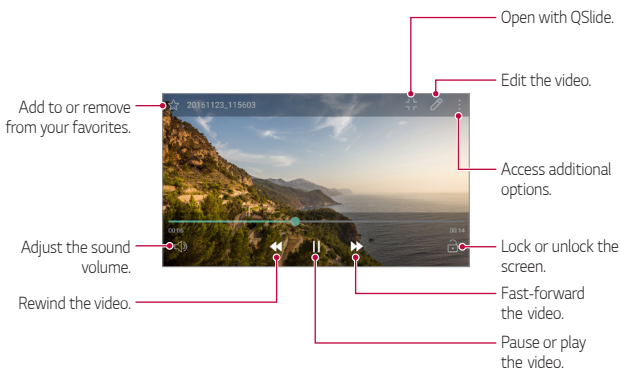 Open with QSlide.
Edit the video.
Add to or remove
from your favorites.
20161123_115603
Access additional
options.
00:06
00:14
Adjust the sound
volume.
Lock or unlock the
screen.
Rewind the video.
Fast-forward
the video.
Pause or play
the video.